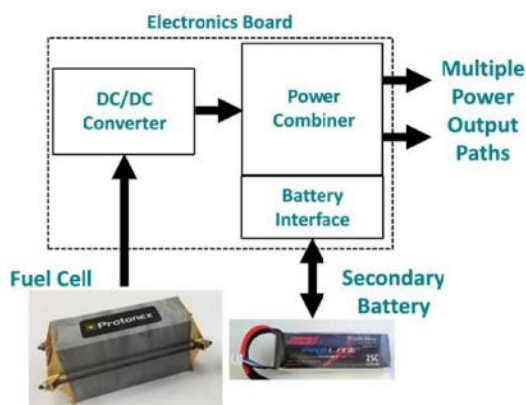 Electronics Board
DC/DC
Converter
Power
Combiner
Multiple
Power
Output
Paths
Battery
Interface
Fuel Cell
Secondary
Battery
Protonex
PROLITE
25C